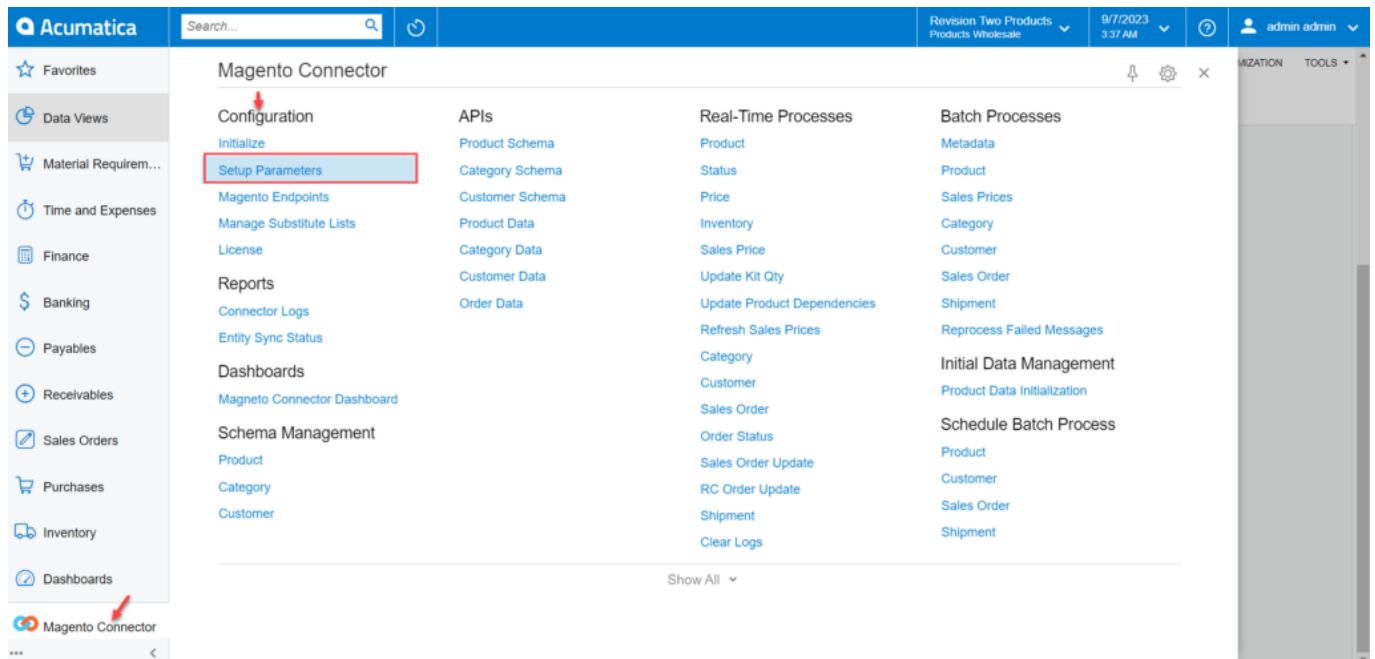 Acumatica
Search...
Revision Two Products
Products Wholesale
9/7/2023
3:37 AM
admin admin
Favorites
Data Views
Material Requirem...
Time and Expenses
Finance
Banking
Payables
Receivables
Sales Orders
Purchases
Inventory
Dashboards
Magento Connector
Magento Connector
Configuration
Initialize
Setup Parameters
Magento Endpoints
Manage Substitute Lists
License
Reports
Connector Logs
Entity Sync Status
Dashboards
Magneto Connector Dashboard
Schema Management
Product
Category
Customer
APIs
Product Schema
Category Schema
Customer Schema
Product Data
Category Data
Customer Data
Order Data
Real-Time Processes
Product
Status
Price
Inventory
Sales Price
Update Kit Qty
Update Product Dependencies
Refresh Sales Prices
Category
Customer
Sales Order
Order Status
Sales Order Update
RC Order Update
Shipment
Clear Logs
Batch Processes
Metadata
Product
Sales Prices
Category
Customer
Sales Order
Shipment
Reprocess Failed Messages
Initial Data Management
Product Data Initialization
Schedule Batch Process
Product
Customer
Sales Order
Shipment
Show All
MIZATION TOOLS